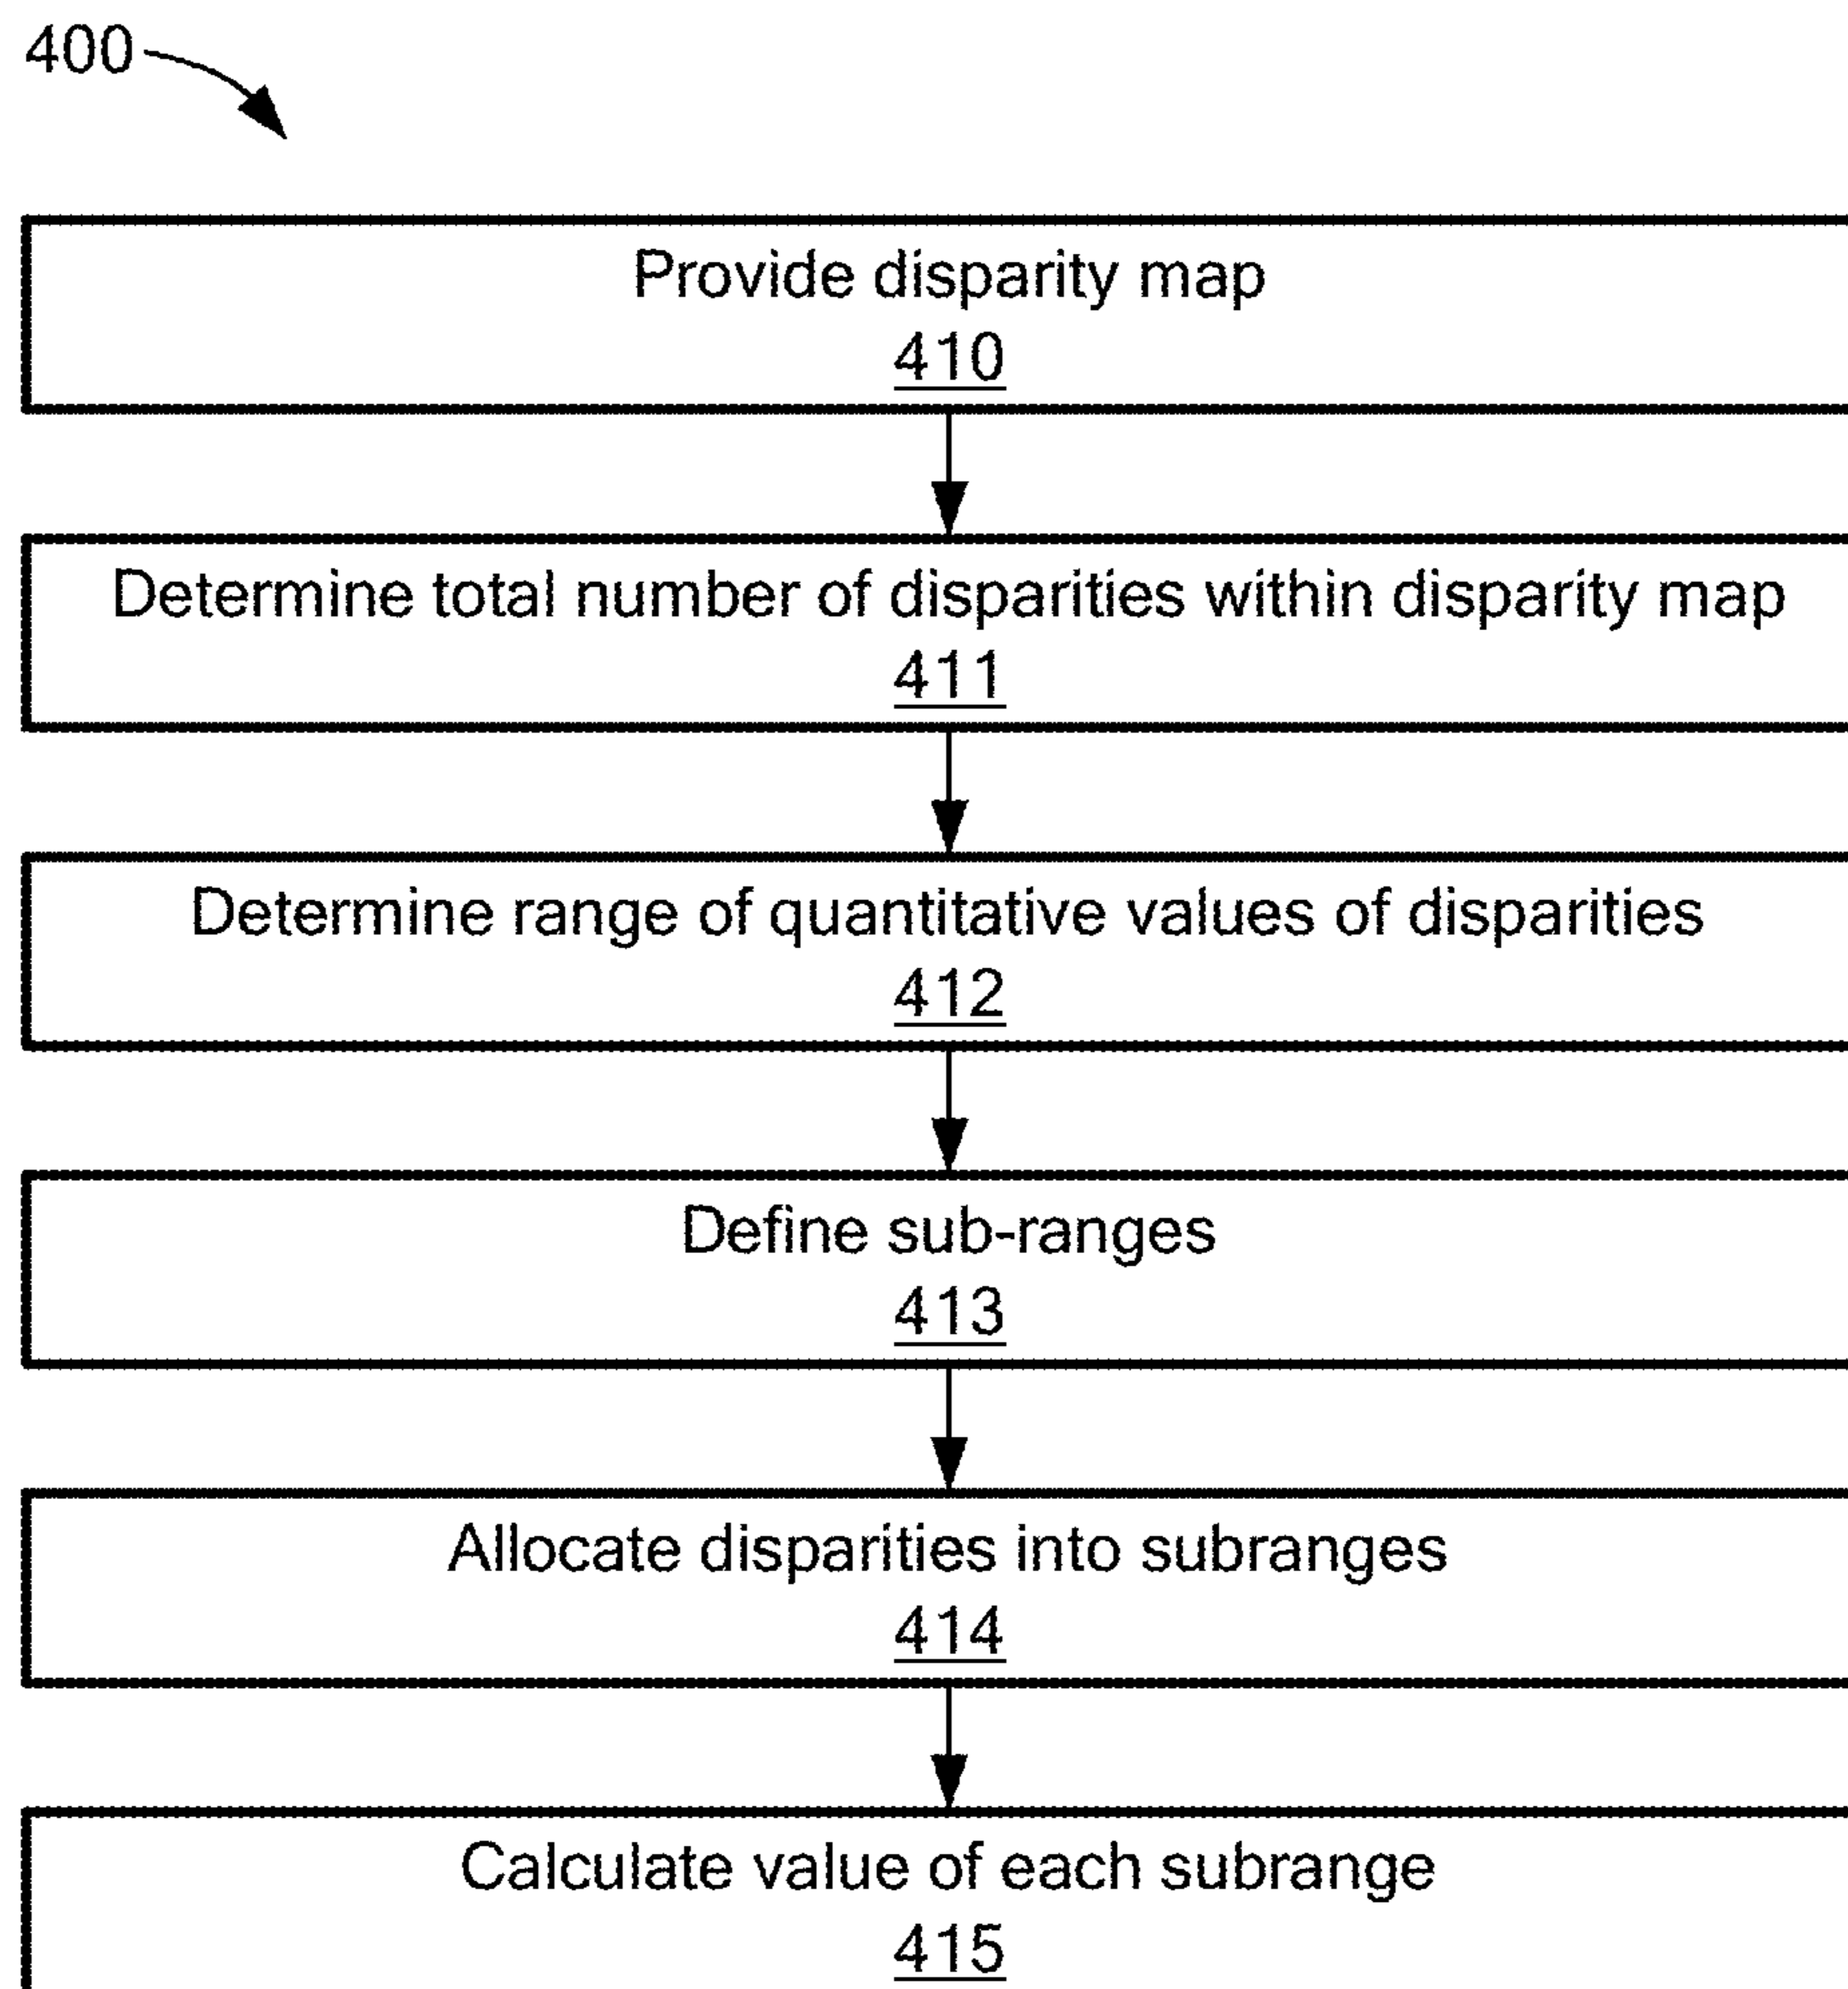 400
Provide disparity map
410
Determine total number of disparities within disparity map
411
Determine range of quantitative values of disparities
412
Define sub-ranges
413
Allocate disparities into subranges
414
Calculate value of each subrange
415